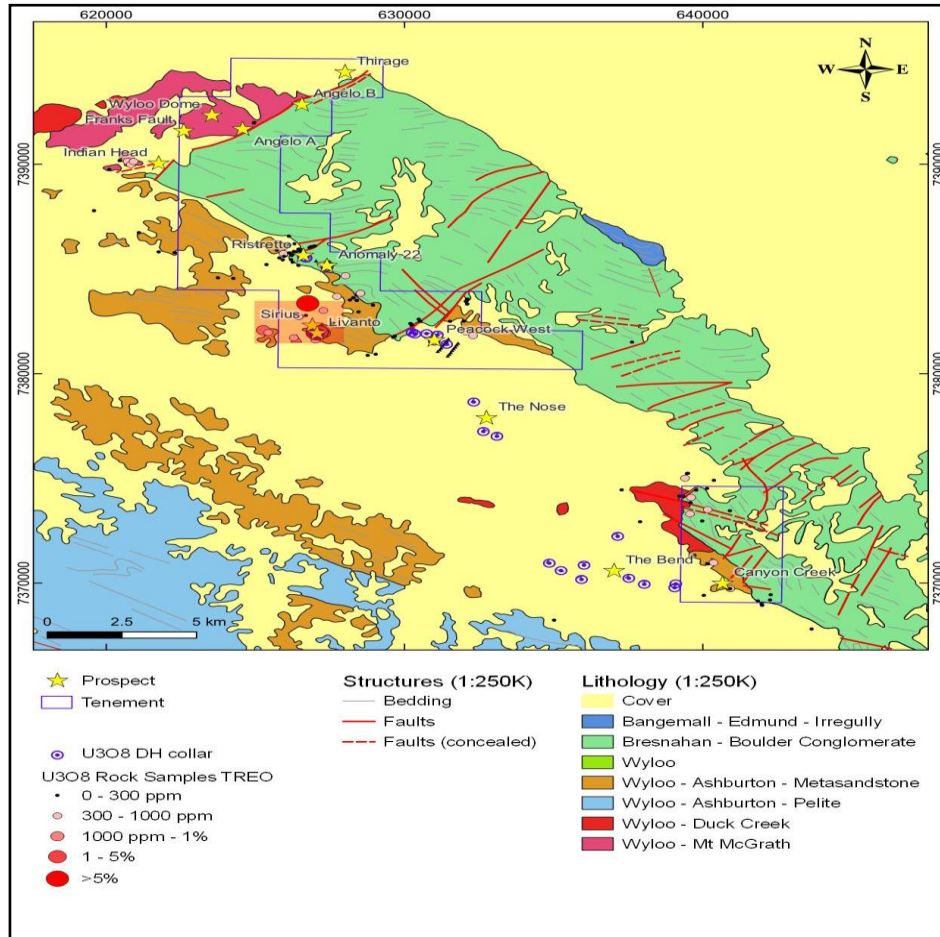 620000 630000 640000
N
W E
S
Thirage
Angelo B
Wyloo Dome
Franks Fault
Angelo A
7390000
7390000
Indian Head
Ristretto
Anomaly 22
Sirius
Livanto
Peacock West
7380000
7380000
The Nose
The Bend
Canyon Creek
7370000
7370000
0 2.5 5 km
Prospect
Tenement
U3O8 DH collar
U3O8 Rock Samples TREO
0 - 300 ppm
300 - 1000 ppm
1000 ppm - 1%
1 - 5%
>5%
Structures (1:250K)
Bedding
Faults
Faults (concealed)
Lithology (1:250K)
Cover
Bangemall - Edmund - Irregully
Bresnahan - Boulder Conglomerate
Wyloo
Wyloo - Ashburton - Metasandstone
Wyloo - Ashburton - Pelite
Wyloo - Duck Creek
Wyloo - Mt McGrath